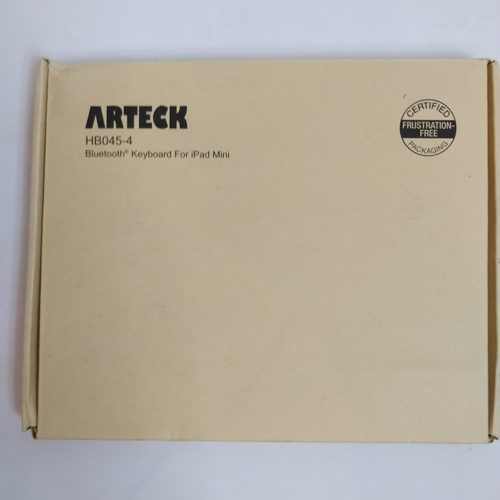 ARTECK
HB045-4
Bluetooth® Keyboard For iPad Mini
CERTIFIED
FRUSTRATION-
FREE
PACKAGING